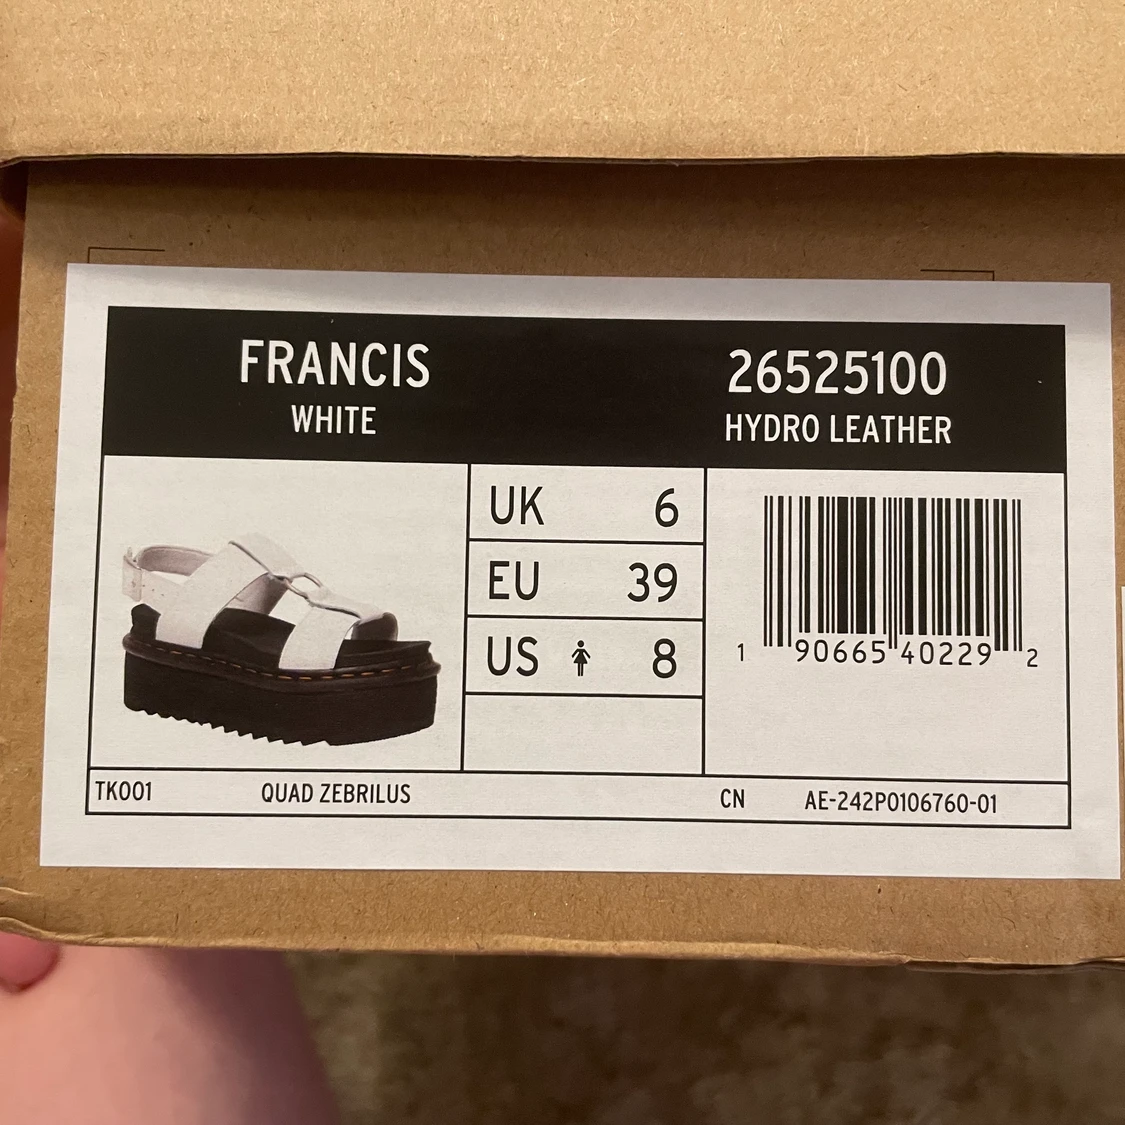 FRANCIS
WHITE
26525100
HYDRO LEATHER
UK 6
EU 39
US 8
1 90665 40229 2
TK001 QUAD ZEBRILUS CN AE-242P0106760-01